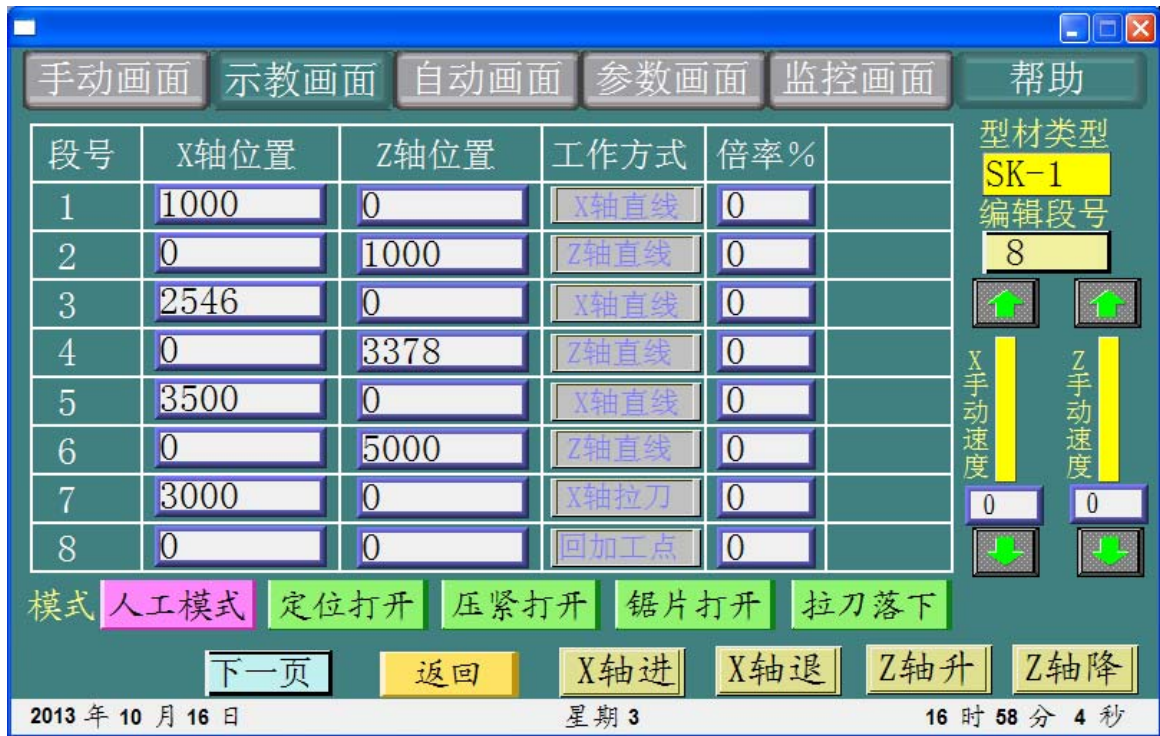 手动画面 示教画面 自动画面 参数画面 监控画面 帮助
段号 X轴位置 Z轴位置 工作方式 倍率%
1 1000 0 X轴直线 0
2 0 1000 Z轴直线 0
3 2546 0 X轴直线 0
4 0 3378 Z轴直线 0
5 3500 0 X轴直线 0
6 0 5000 Z轴直线 0
7 3000 0 X轴拉刀 0
8 0 0 回加工点 0
型材类型
SK-1
编辑段号
8
X手动速度 Z手动速度
0 0
模式 人工模式 定位打开 压紧打开 锯片打开 拉刀落下
下一页 返回 X轴进 X轴退 Z轴升 Z轴降
2013 年 10 月 16 日 星期 3 16 时 58 分 4 秒